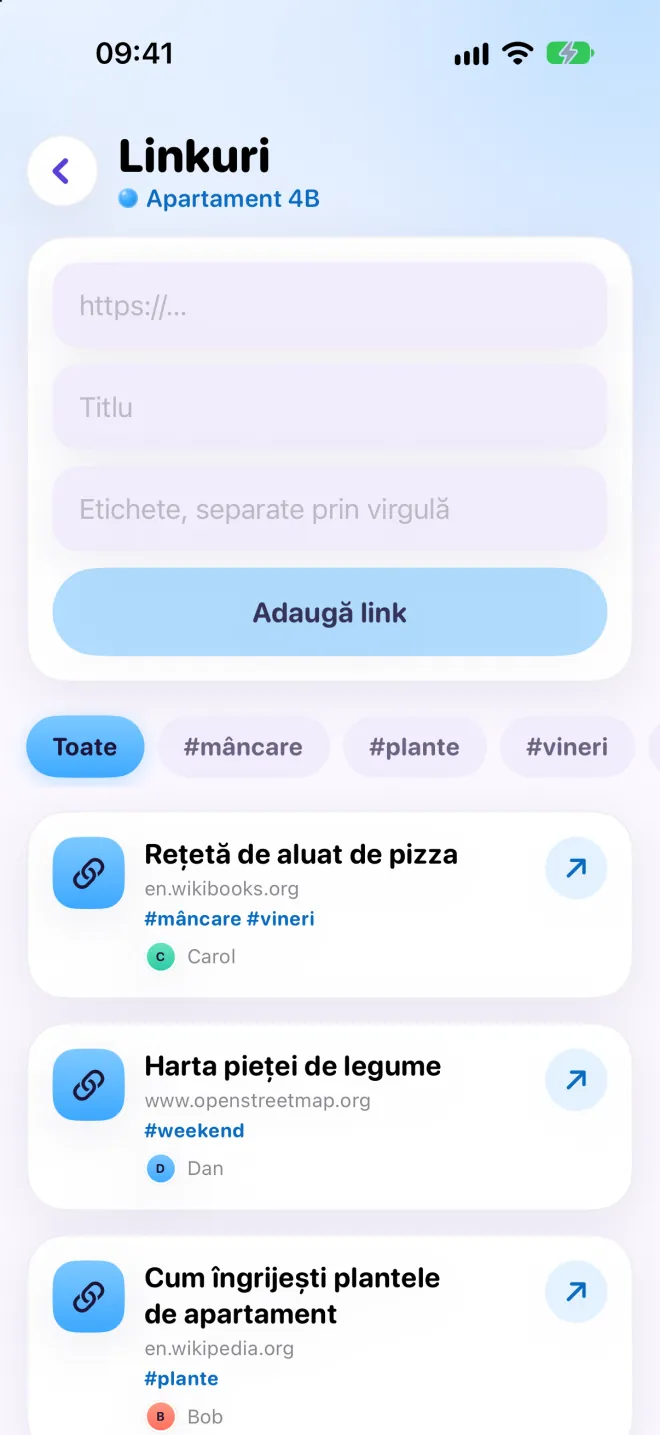 09:41
Linkuri
Apartament 4B
https://...
Titlu
Etichete, separate prin virgulă
Adaugă link
Toate #mâncare #plante #vineri
Rețetă de aluat de pizza
en.wikibooks.org
#mâncare #vineri
C Carol
Harta pieței de legume
www.openstreetmap.org
#weekend
D Dan
Cum îngrijești plantele
de apartament
en.wikipedia.org
#plante
B Bob